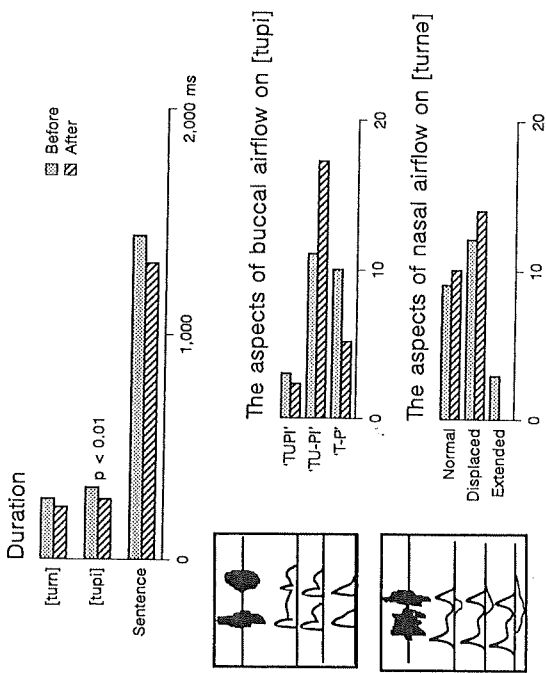 Duration
Before
After
[turn]
[tupi]
p < 0.01
Sentence
0
1,000
2,000 ms
The aspects of buccal airflow on [tupi]
'TUPI'
'TU-PI'
'T-P'
0
10
20
The aspects of nasal airflow on [turnə]
Normal
Displaced
Extended
0
10
20